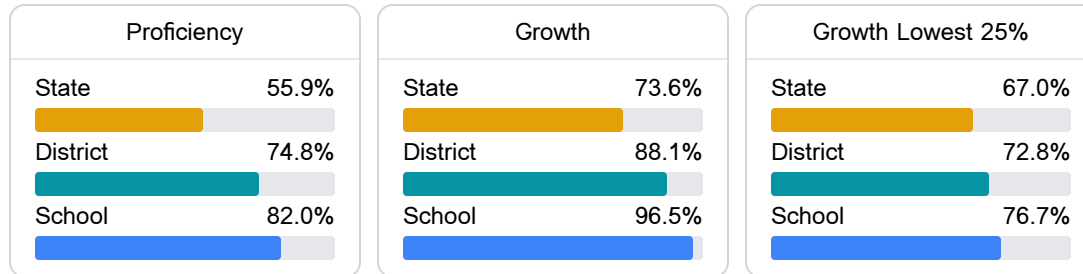 Proficiency
State 55.9%
District 74.8%
School 82.0%
Growth
State 73.6%
District 88.1%
School 96.5%
Growth Lowest 25%
State 67.0%
District 72.8%
School 76.7%